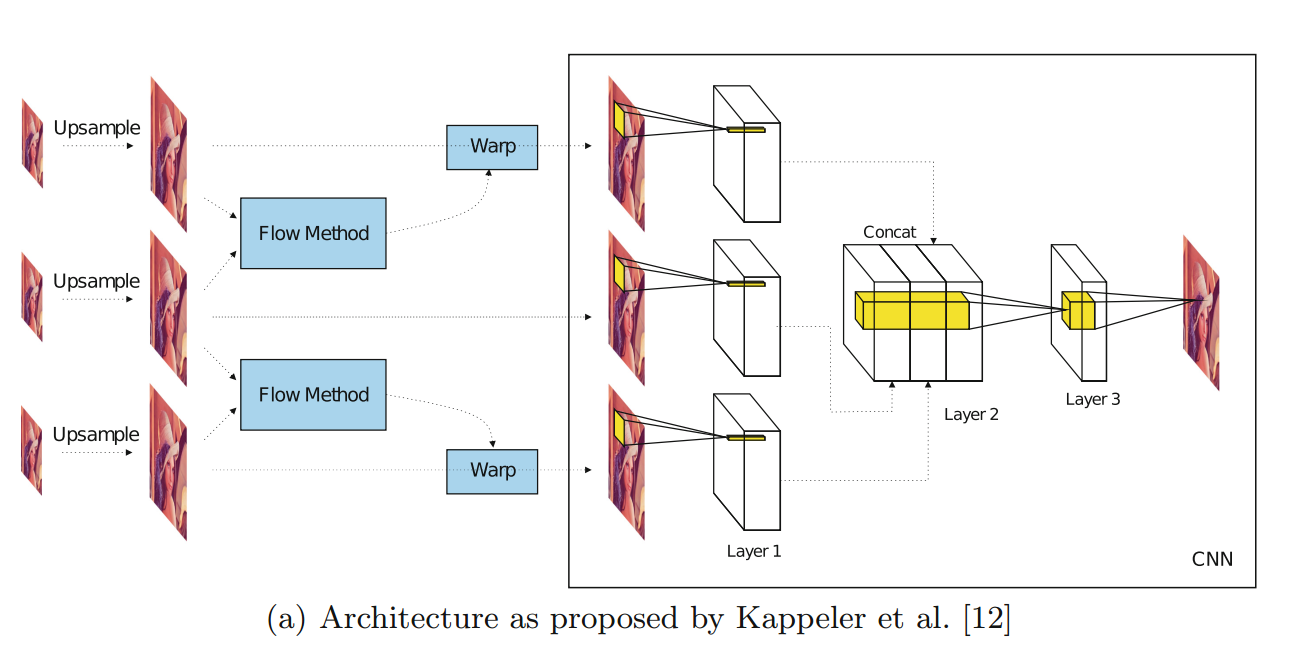 Upsample
Warp
Flow Method
Upsample
Concat
Flow Method
Layer 3
Layer 2
Upsample
Warp
Layer 1
CNN
(a) Architecture as proposed by Kappeler et al. [12]